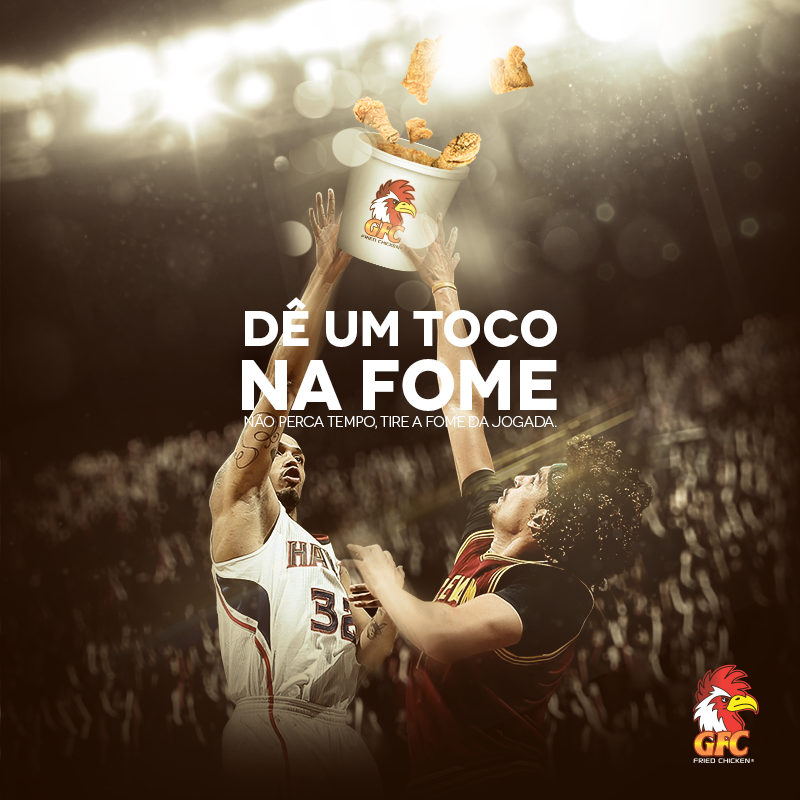 GFC
FRIED CHICKEN
DÊ UM TOCO
NA FOME
NÃO PERCA TEMPO, TIRE A FOME DA JOGADA.
32
GFC
FRIED CHICKEN®